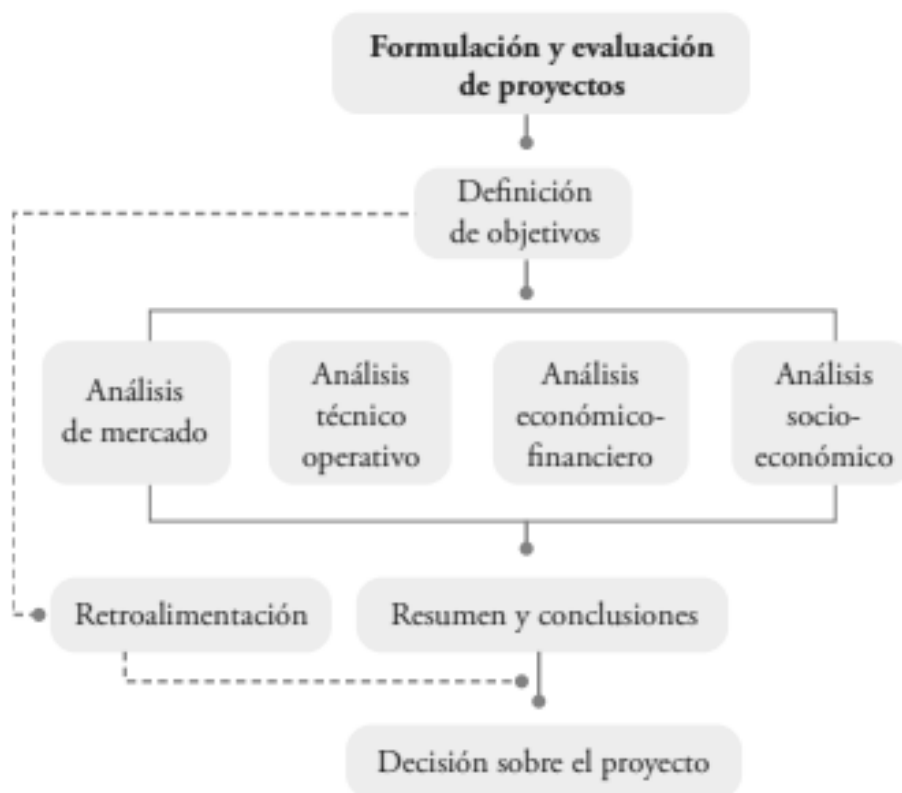 Formulación y evaluación
de proyectos
Definición
de objetivos
Análisis
de mercado
Análisis
técnico
operativo
Análisis
económico-
financiero
Análisis
socio-
económico
Retroalimentación
Resumen y conclusiones
Decisión sobre el proyecto